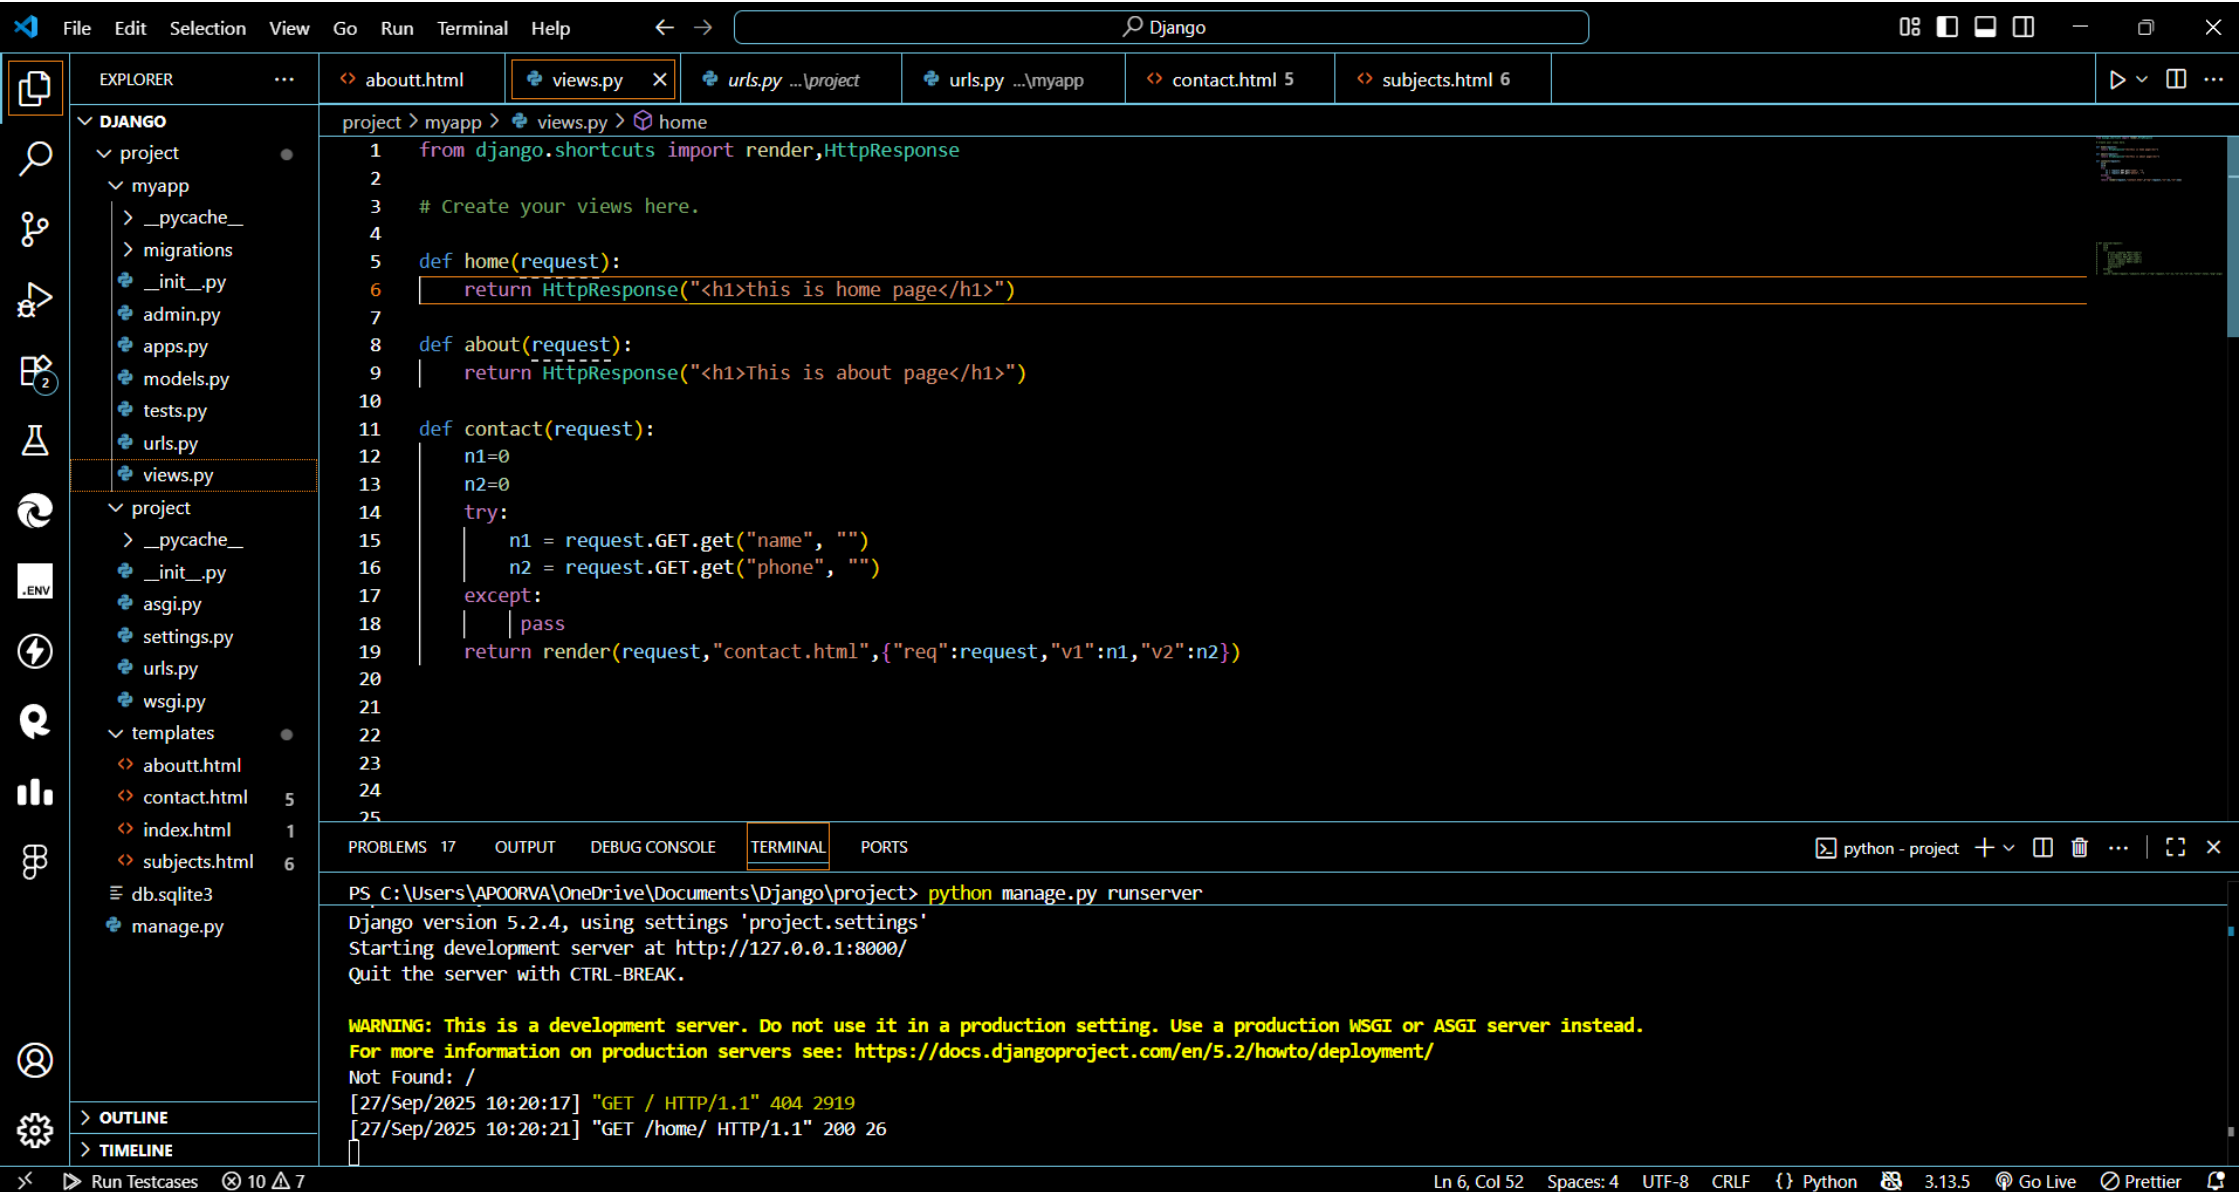 File Edit Selection View Go Run Terminal Help Django
EXPLORER
aboutt.html views.py urls.py ...\project urls.py ...\myapp contact.html 5 subjects.html 6
project > myapp > views.py > home
DJANGO
project
myapp
__pycache__
migrations
__init__.py
admin.py
apps.py
models.py
tests.py
urls.py
views.py
project
__pycache__
__init__.py
asgi.py
settings.py
urls.py
wsgi.py
templates
aboutt.html
contact.html 5
index.html 1
subjects.html 6
db.sqlite3
manage.py
OUTLINE
TIMELINE
2
.ENV
1 from django.shortcuts import render,HttpResponse
2
3 # Create your views here.
4
5 def home(request):
6     return HttpResponse("<h1>this is home page</h1>")
7
8 def about(request):
9     return HttpResponse("<h1>This is about page</h1>")
10
11 def contact(request):
12     n1=0
13     n2=0
14     try:
15         n1 = request.GET.get("name", "")
16         n2 = request.GET.get("phone", "")
17     except:
18          pass
19     return render(request,"contact.html",{"req":request,"v1":n1,"v2":n2})
20
21
22
23
24
25
PROBLEMS 17 OUTPUT DEBUG CONSOLE TERMINAL PORTS python - project
PS C:\Users\APOORVA\OneDrive\Documents\Django\project> python manage.py runserver
Django version 5.2.4, using settings 'project.settings'
Starting development server at http://127.0.0.1:8000/
Quit the server with CTRL-BREAK.
WARNING: This is a development server. Do not use it in a production setting. Use a production WSGI or ASGI server instead.
For more information on production servers see: https://docs.djangoproject.com/en/5.2/howto/deployment/
Not Found: /
[27/Sep/2025 10:20:17] "GET / HTTP/1.1" 404 2919
[27/Sep/2025 10:20:21] "GET /home/ HTTP/1.1" 200 26
Run Testcases 10 7 Ln 6, Col 52 Spaces: 4 UTF-8 CRLF {} Python 3.13.5 Go Live Prettier